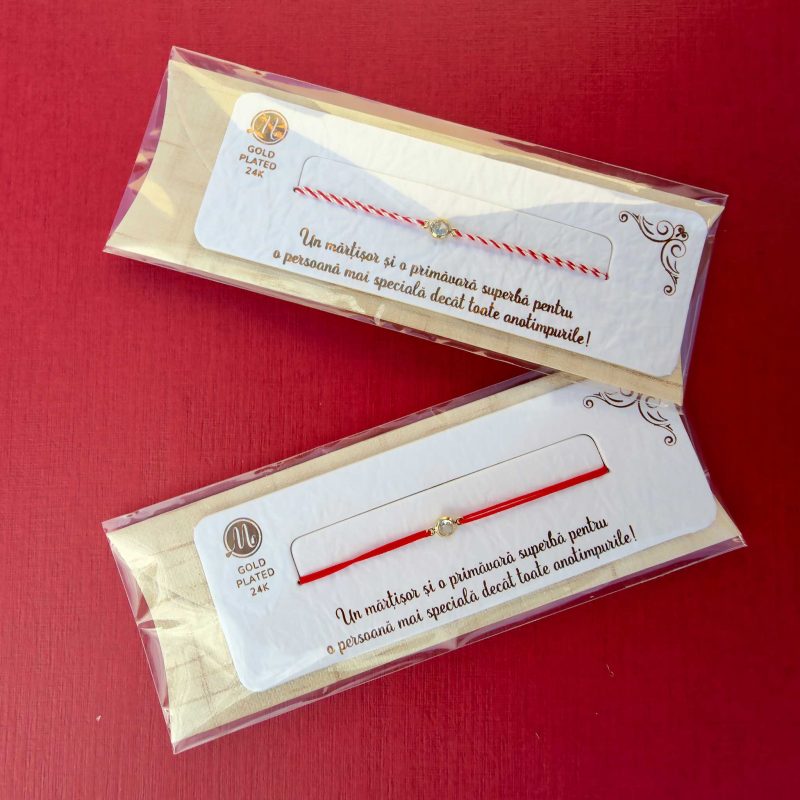 GOLD
PLATED
24K
Un mărțișor și o primăvară superbă pentru
o persoană mai specială decât toate anotimpurile!
M
GOLD
PLATED
24K
Un mărțișor și o primăvară superbă pentru
o persoană mai specială decât toate anotimpurile!